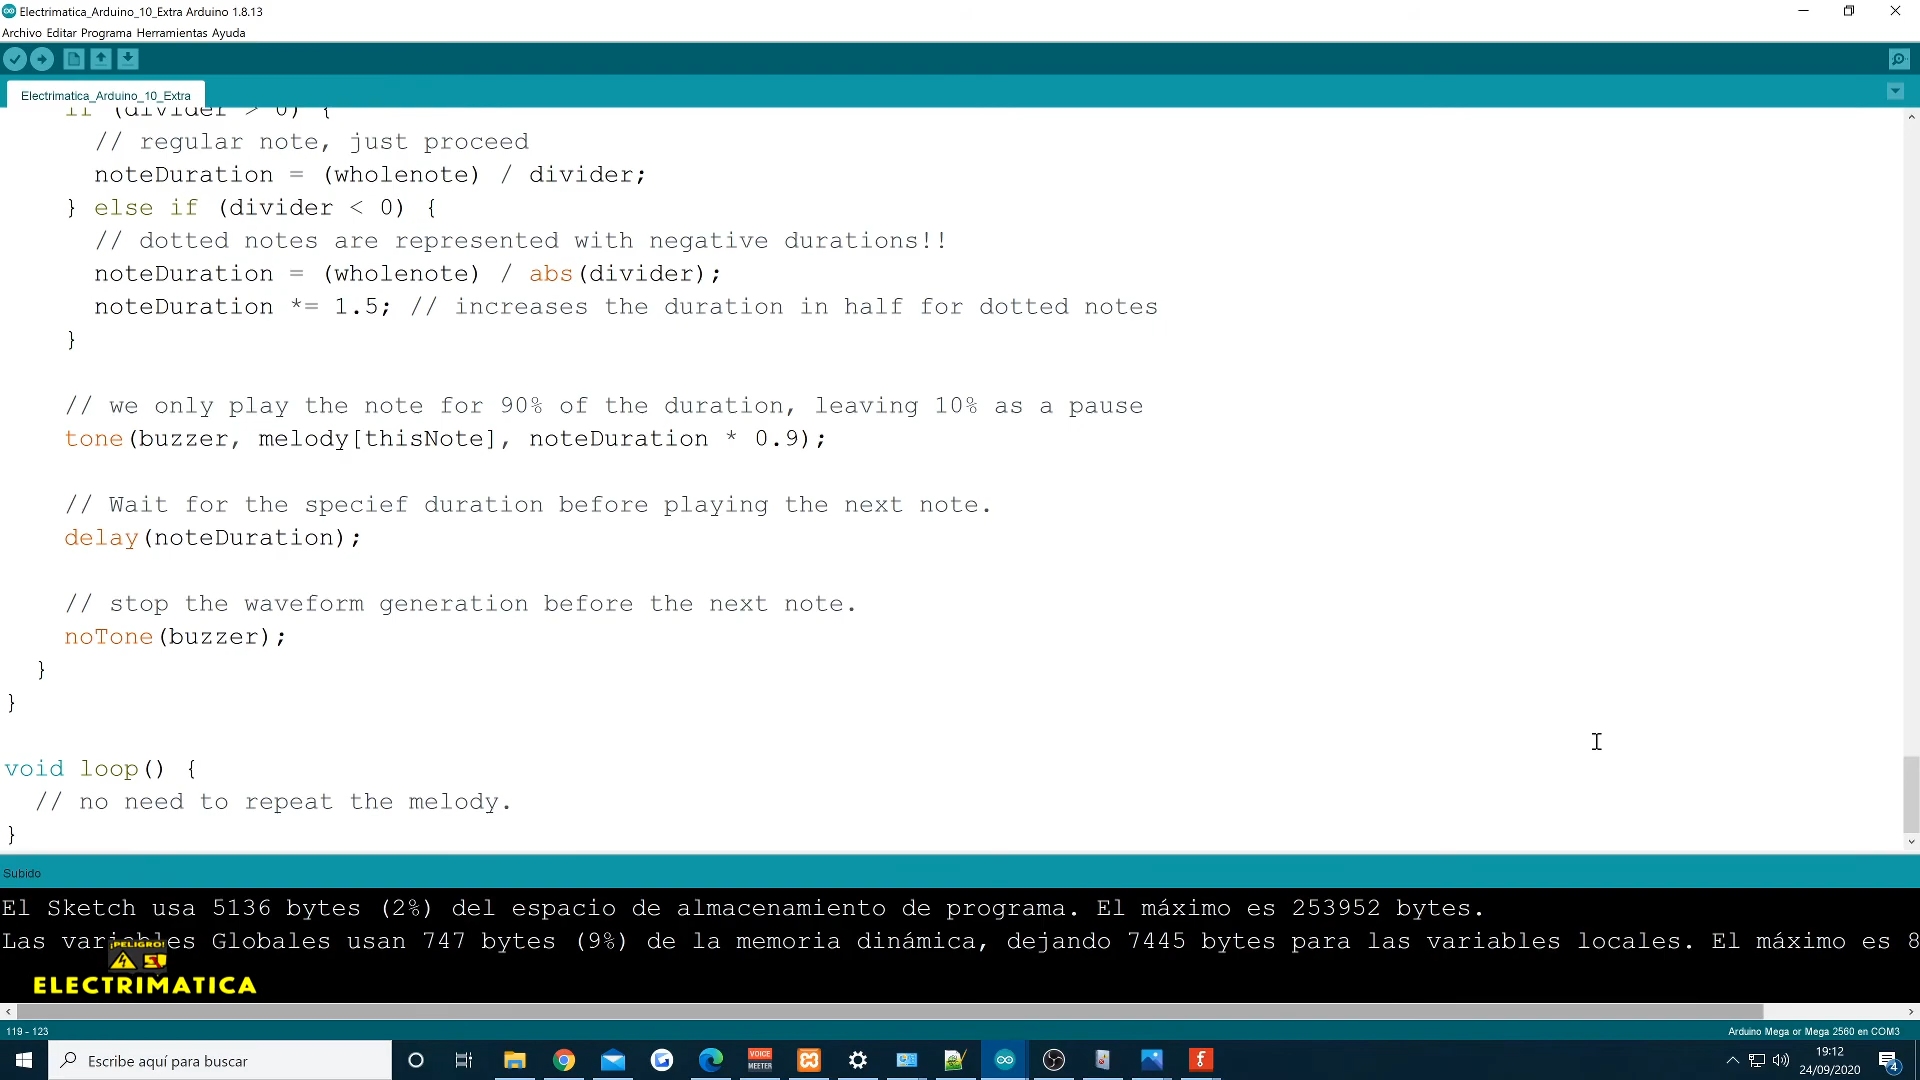 Electrimatica_Arduino_10_Extra Arduino 1.8.13
Archivo Editar Programa Herramientas Ayuda
Electrimatica_Arduino_10_Extra
if (divider > 0) {
// regular note, just proceed
noteDuration = (wholenote) / divider;
} else if (divider < 0) {
// dotted notes are represented with negative durations!!
noteDuration = (wholenote) / abs(divider);
noteDuration *= 1.5; // increases the duration in half for dotted notes
}
// we only play the note for 90% of the duration, leaving 10% as a pause
tone(buzzer, melody[thisNote], noteDuration * 0.9);
// Wait for the specief duration before playing the next note.
delay(noteDuration);
// stop the waveform generation before the next note.
noTone(buzzer);
}
}
void loop() {
// no need to repeat the melody.
}
Subido
El Sketch usa 5136 bytes (2%) del espacio de almacenamiento de programa. El máximo es 253952 bytes.
Las variables Globales usan 747 bytes (9%) de la memoria dinámica, dejando 7445 bytes para las variables locales. El máximo es 8
¡PELIGRO!
ELECTRIMATICA
119 - 123
Arduino Mega or Mega 2560 en COM3
Escribe aquí para buscar
VOICE
MEETER
19:12
24/09/2020
4